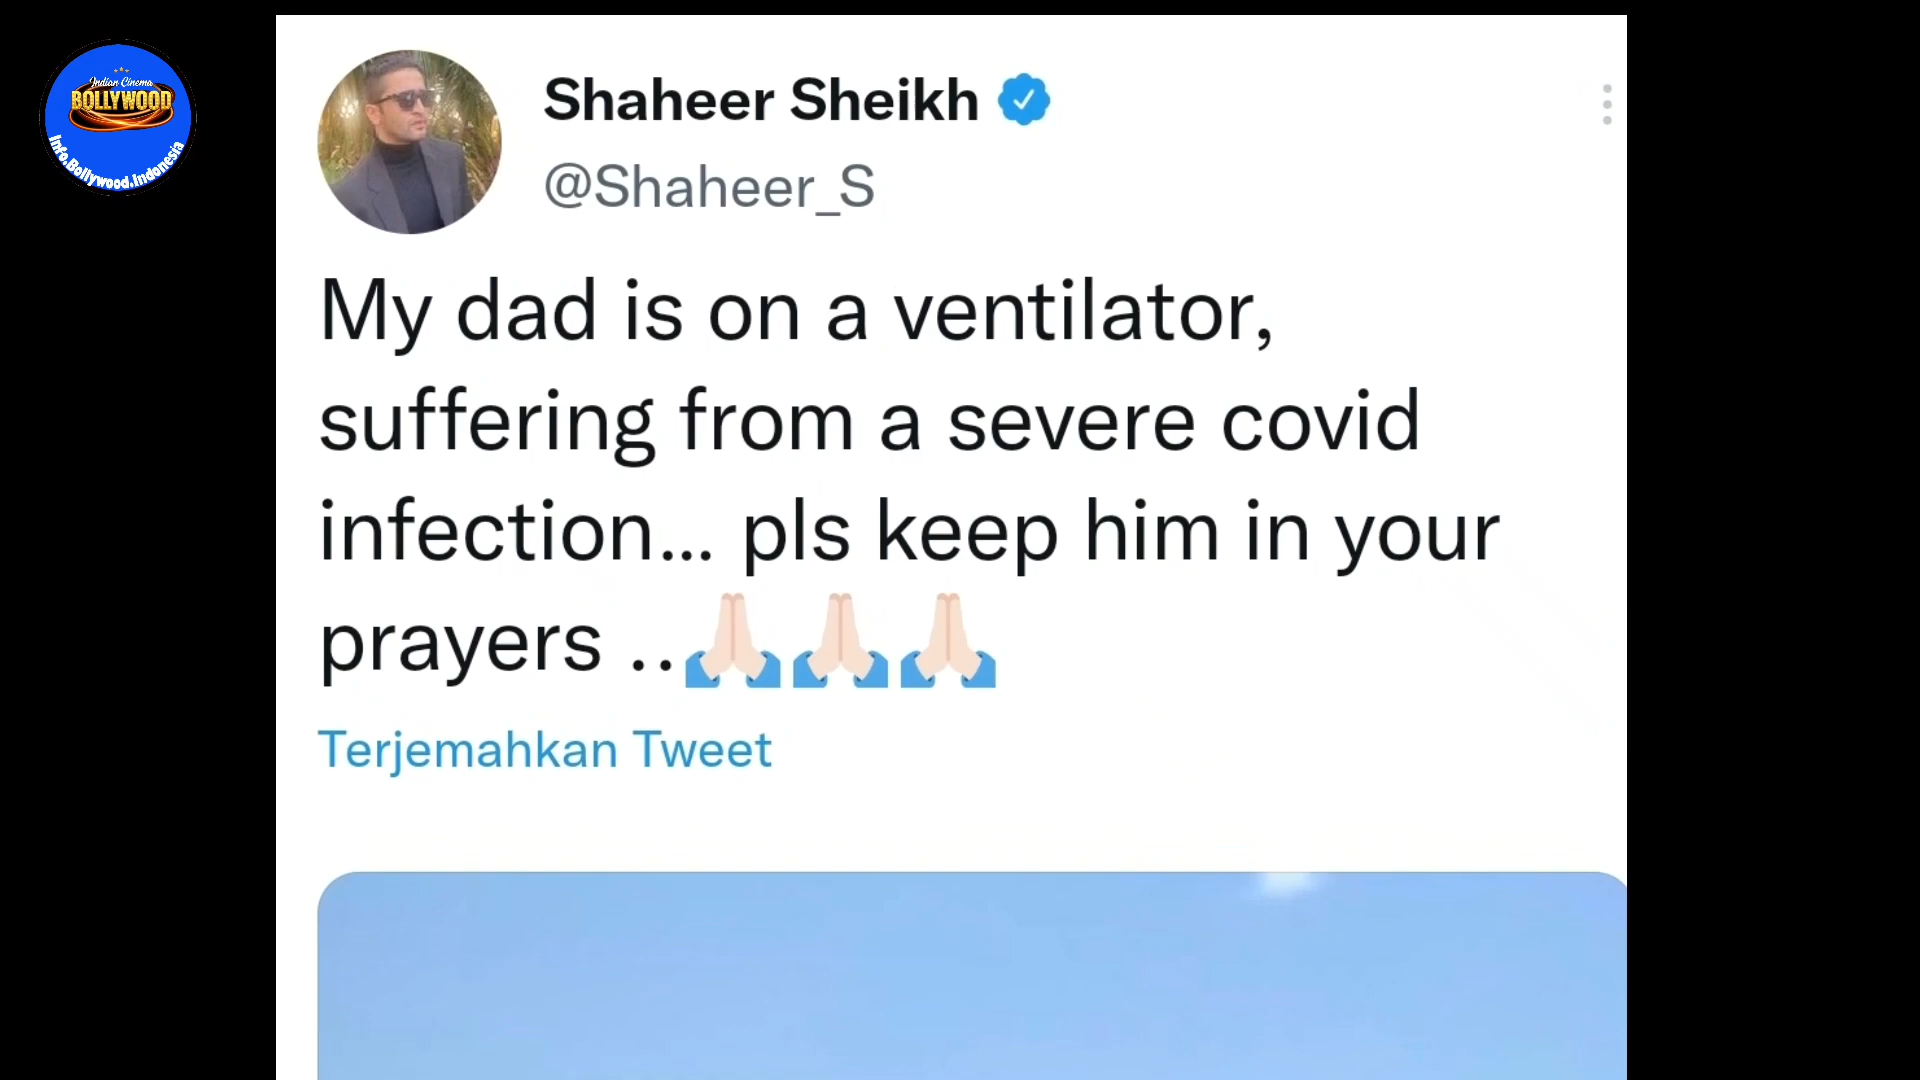 Indian Cinema
BOLLYWOOD
Info.Bollywood.Indonesia
Shaheer Sheikh
@Shaheer_S
My dad is on a ventilator,
suffering from a severe covid
infection... pls keep him in your
prayers ..🙏🏻🙏🏻🙏🏻
Terjemahkan Tweet